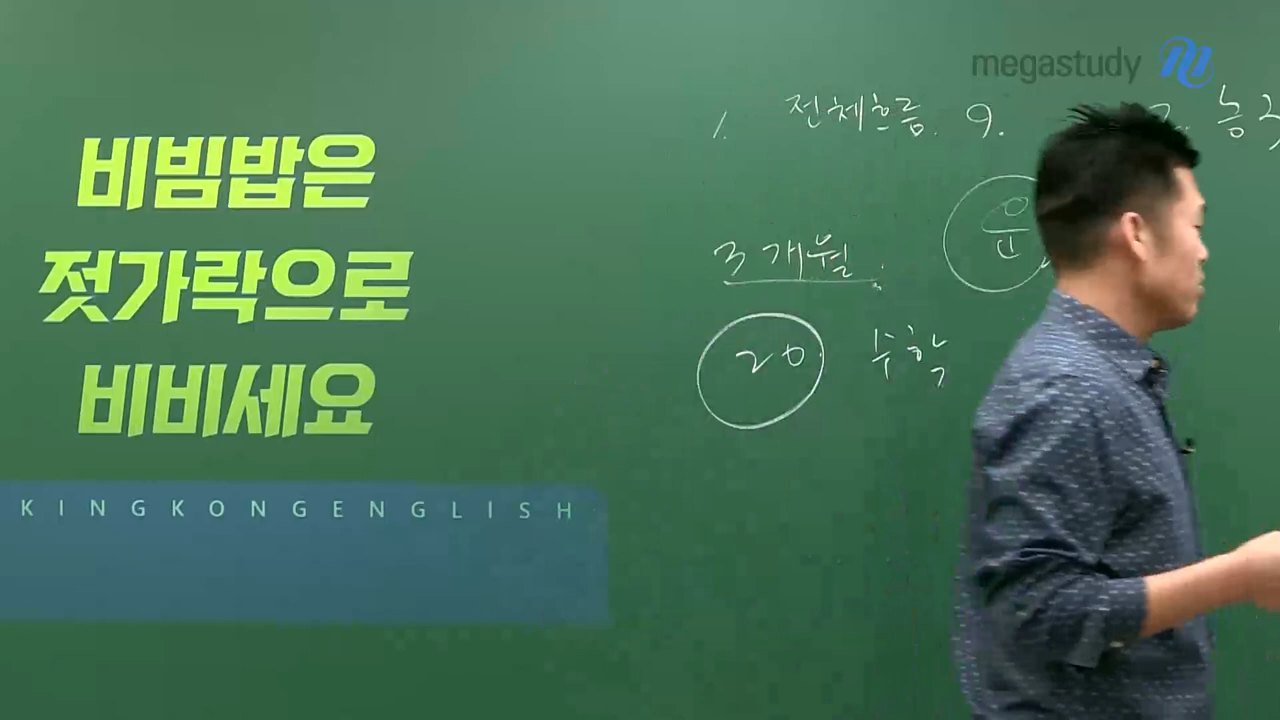 megastudy
비빔밥은
젓가락으로
비비세요
KINGKONGENGLISH
1. 전체흐름. 9.
3개월
20. 수학